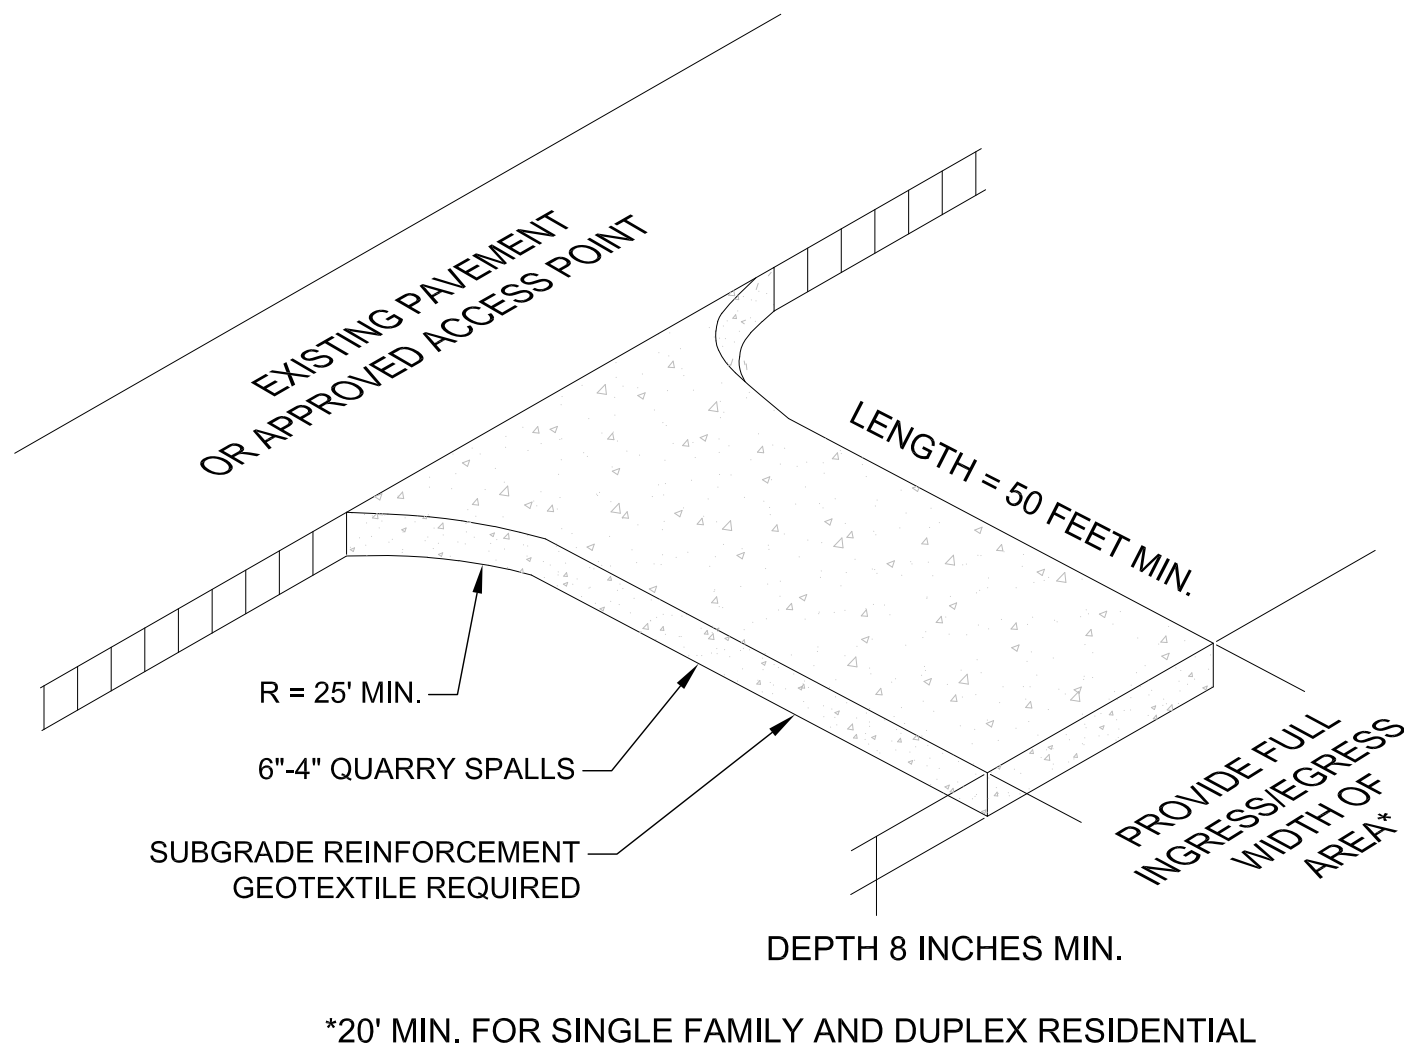 EXISTING PAVEMENT
OR APPROVED ACCESS POINT
LENGTH = 50 FEET MIN.
R = 25' MIN.
6"-4" QUARRY SPALLS
SUBGRADE REINFORCEMENT
GEOTEXTILE REQUIRED
PROVIDE FULL
INGRESS/EGRESS
WIDTH OF
AREA*
DEPTH 8 INCHES MIN.
*20' MIN. FOR SINGLE FAMILY AND DUPLEX RESIDENTIAL